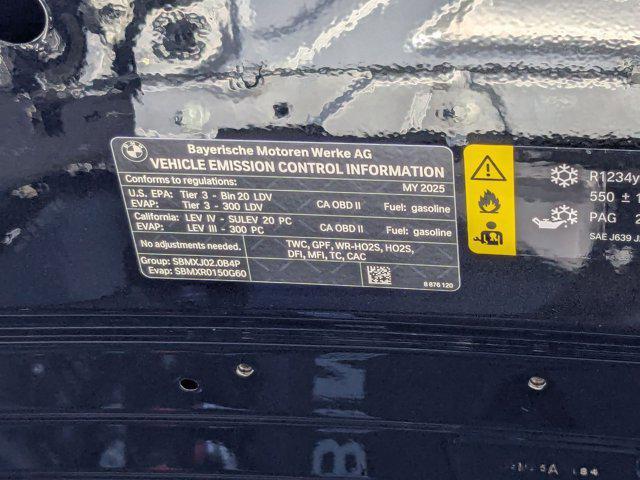 Bayerische Motoren Werke AG
VEHICLE EMISSION CONTROL INFORMATION
Conforms to regulations: MY 2025
U.S. EPA: Tier 3 - Bin 20 LDV
EVAP: Tier 3 - 300 LDV CA OBD II Fuel: gasoline
California: LEV IV - SULEV 20 PC
EVAP: LEV III - 300 PC CA OBD II Fuel: gasoline
No adjustments needed. TWC, GPF, WR-HO2S, HO2S,
DFI, MFI, TC, CAC
Group: SBMXJ02.0B4P
Evap: SBMXR0150G60
8 876 120
R1234y
550 ± 1
PAG 2
SAE J639 J